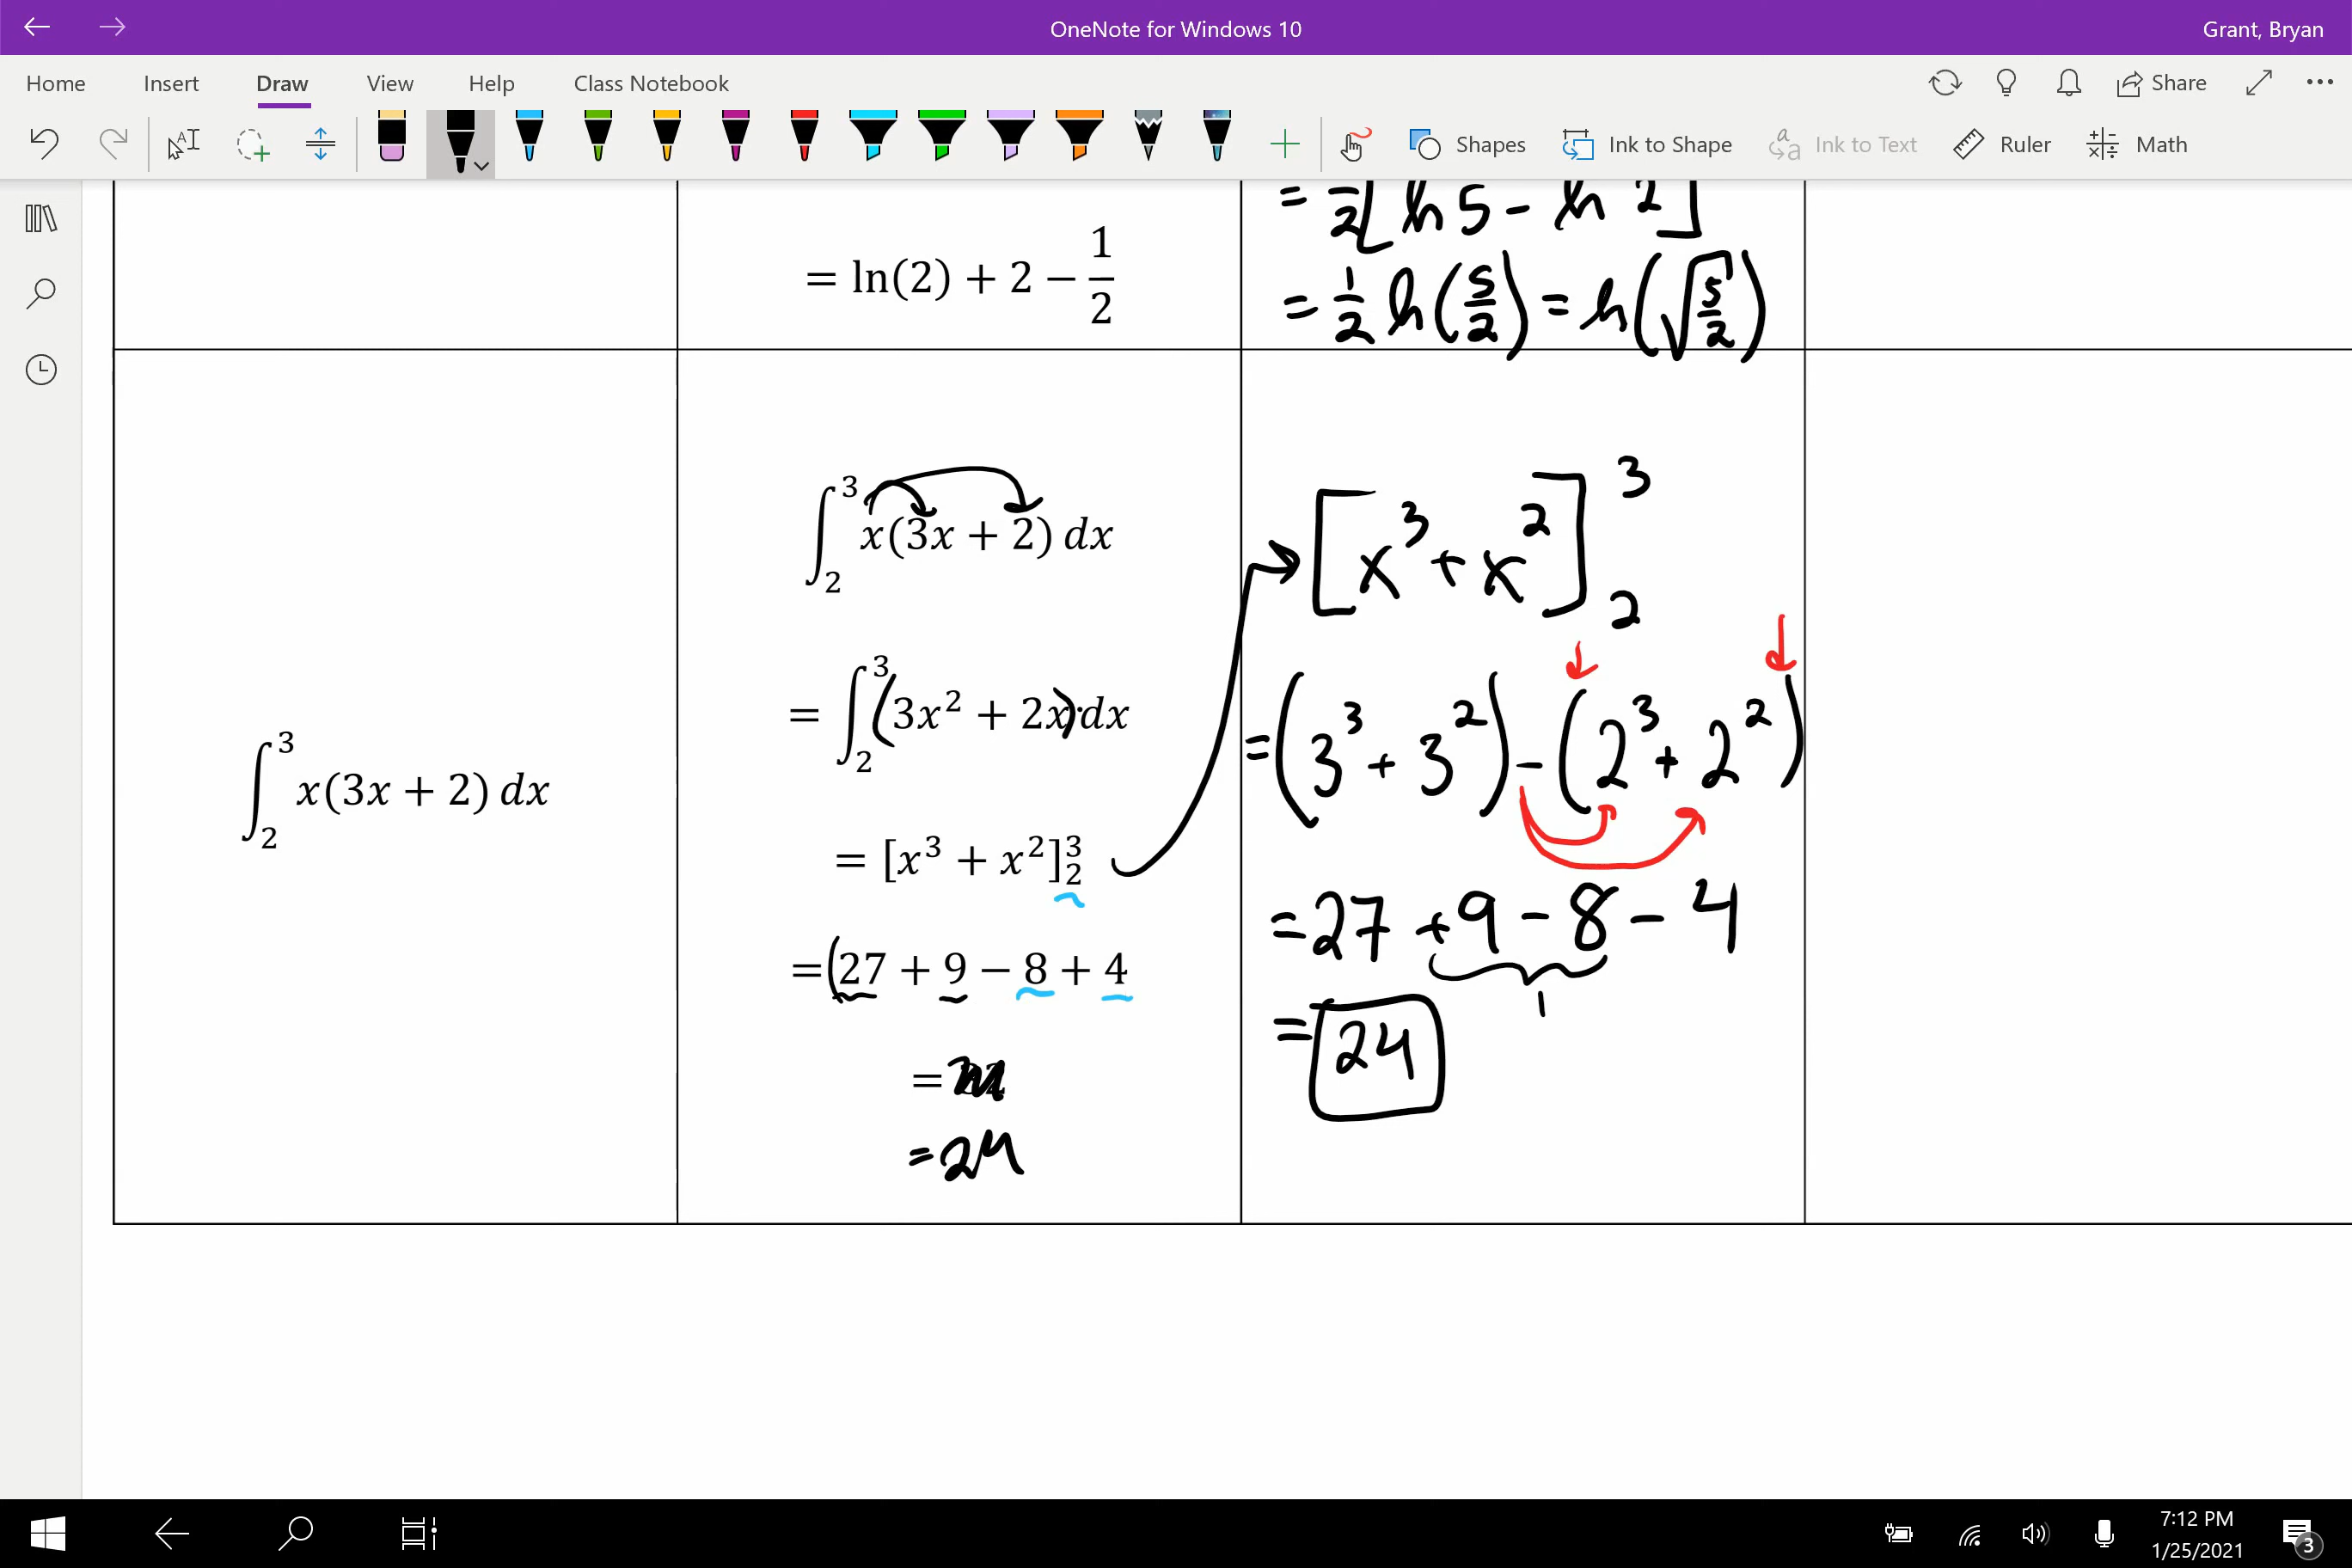 OneNote for Windows 10
Grant, Bryan
Home Insert Draw View Help Class Notebook Share
Shapes Ink to Shape Ink to Text Ruler Math
= ln(2) + 2 − 1/2
= 1/2[ln 5 − ln 2]
= 1/2 ln(5/2) = ln(√(5/2))
∫₂³ x(3x + 2) dx
∫₂³ x(3x + 2) dx
= ∫₂³ (3x² + 2x) dx
= [x³ + x²]₂³
= (27 + 9 − 8 + 4
=
= 24
[x³ + x²]₂³
= (3³ + 3²) − (2³ + 2²)
= 27 + 9 − 8 − 4
1
= 24
7:12 PM
1/25/2021
3